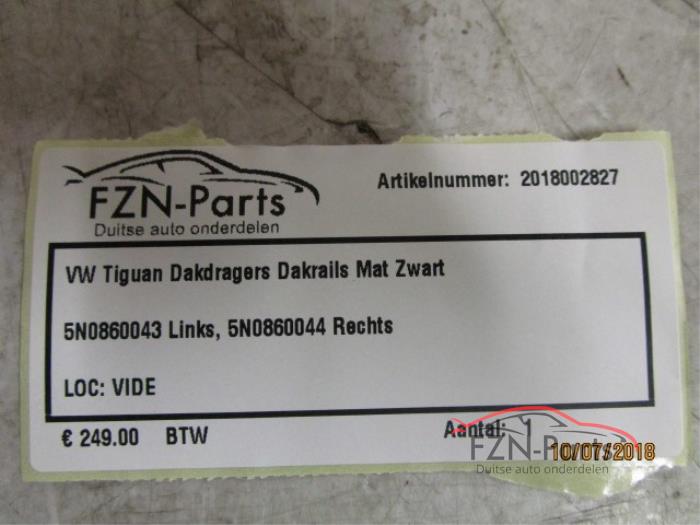 FZN-Parts
Duitse auto onderdelen
Artikelnummer: 2018002827
VW Tiguan Dakdragers Dakrails Mat Zwart
5N0860043 Links, 5N0860044 Rechts
LOC: VIDE
€ 249.00 BTW
Aantal:
FZN-Parts
10/07/2018
Duitse auto onderdelen